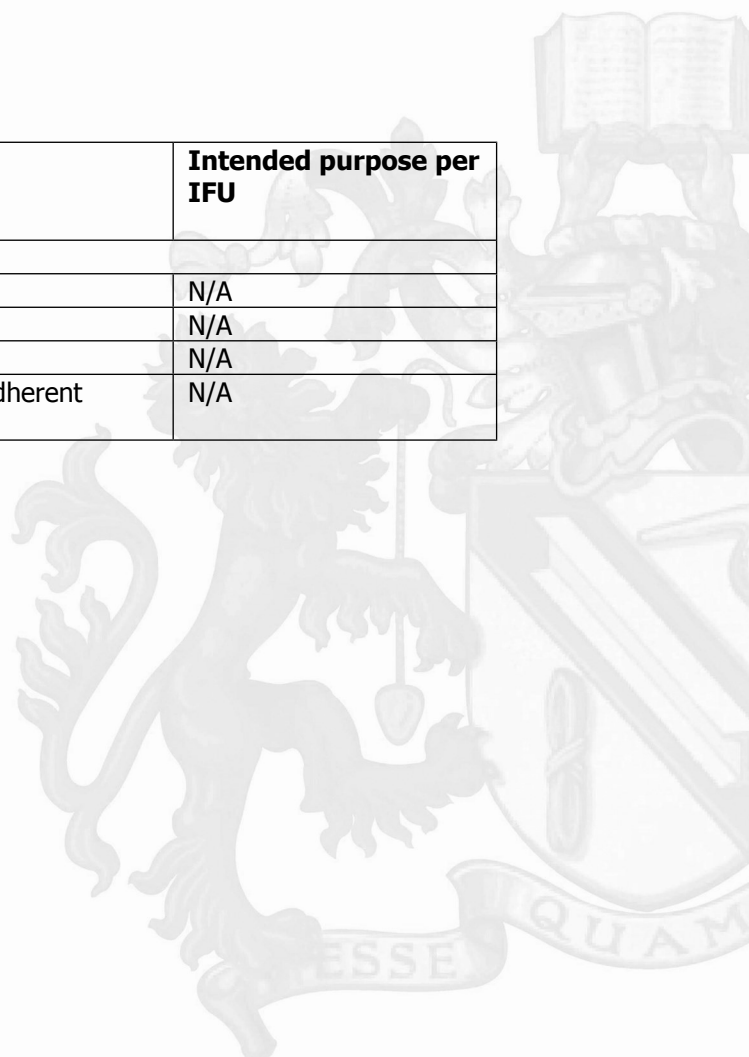 Intended purpose per
IFU
N/A
N/A
N/A
dherent N/A
ESSE QUAM